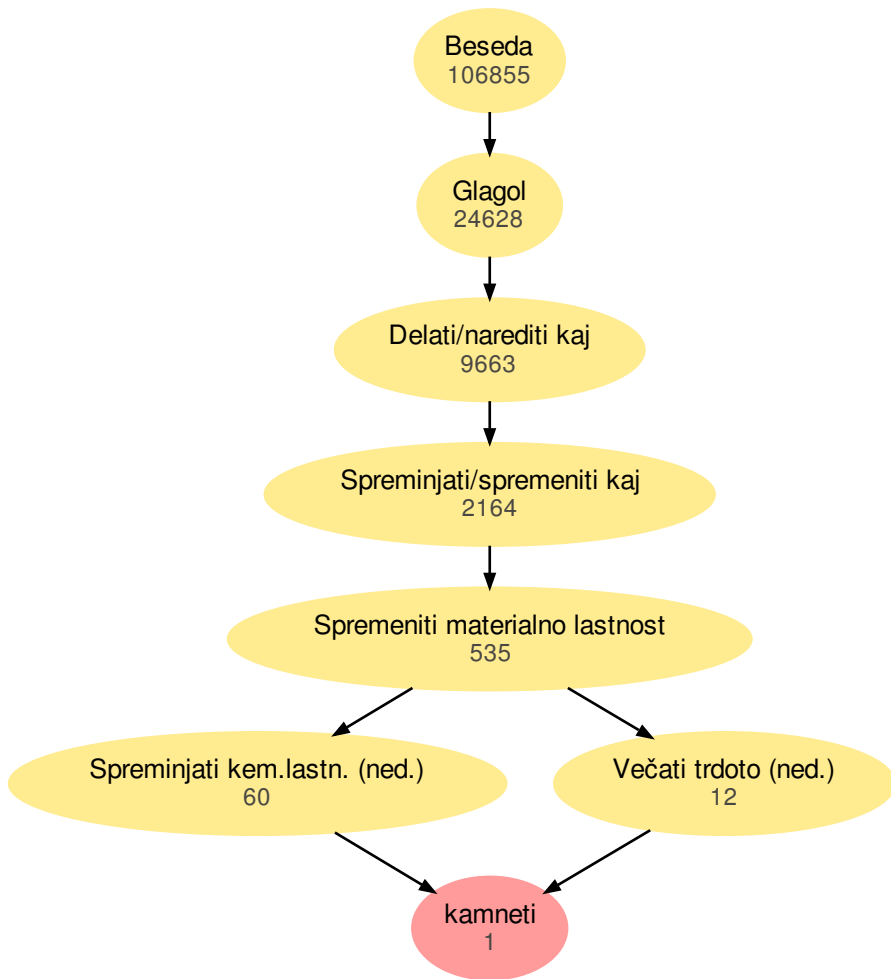 Beseda
106855
Glagol
24628
Delati/narediti kaj
9663
Spreminjati/spremeniti kaj
2164
Spremeniti materialno lastnost
535
Spreminjati kem.lastn. (ned.)
60
Večati trdoto (ned.)
12
kamneti
1